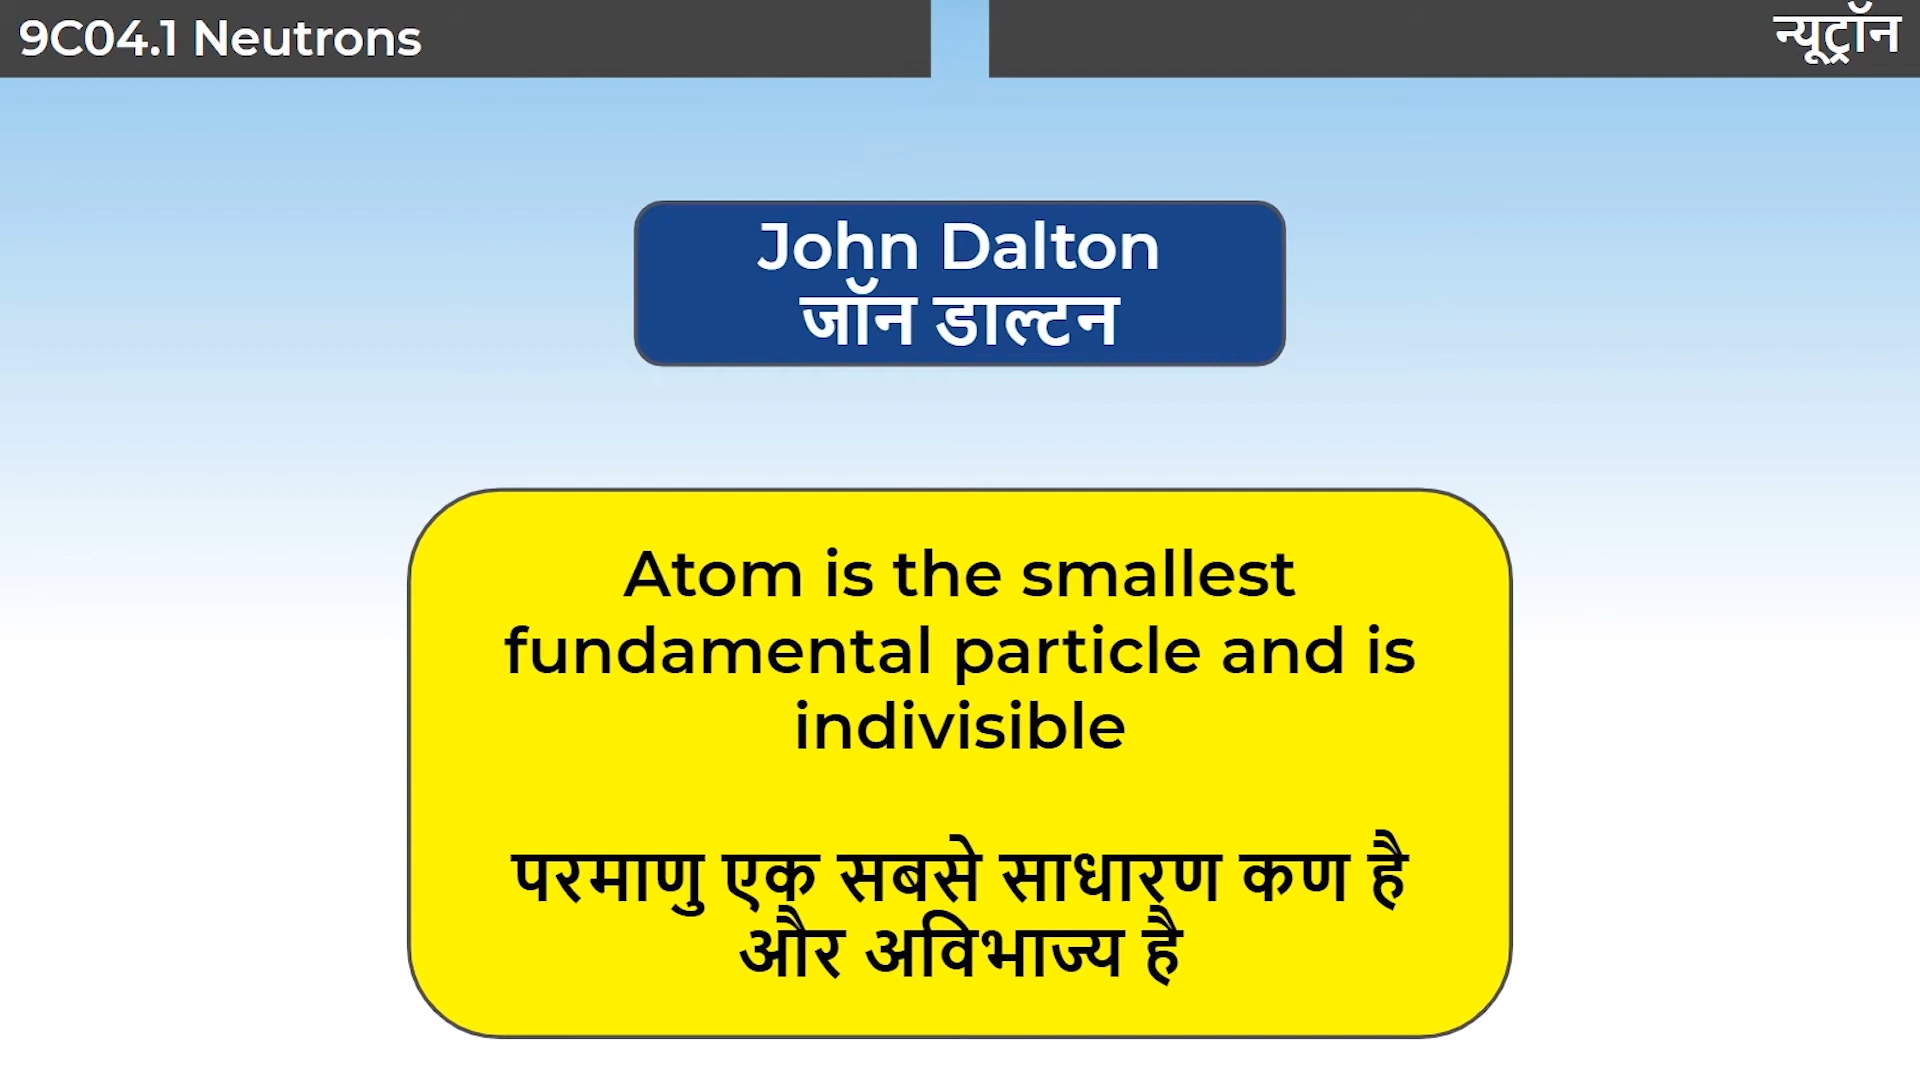 9C04.1 Neutrons
न्यूट्रॉन
John Dalton
जॉन डाल्टन
Atom is the smallest
fundamental particle and is
indivisible
परमाणु एक सबसे साधारण कण है
और अविभाज्य है